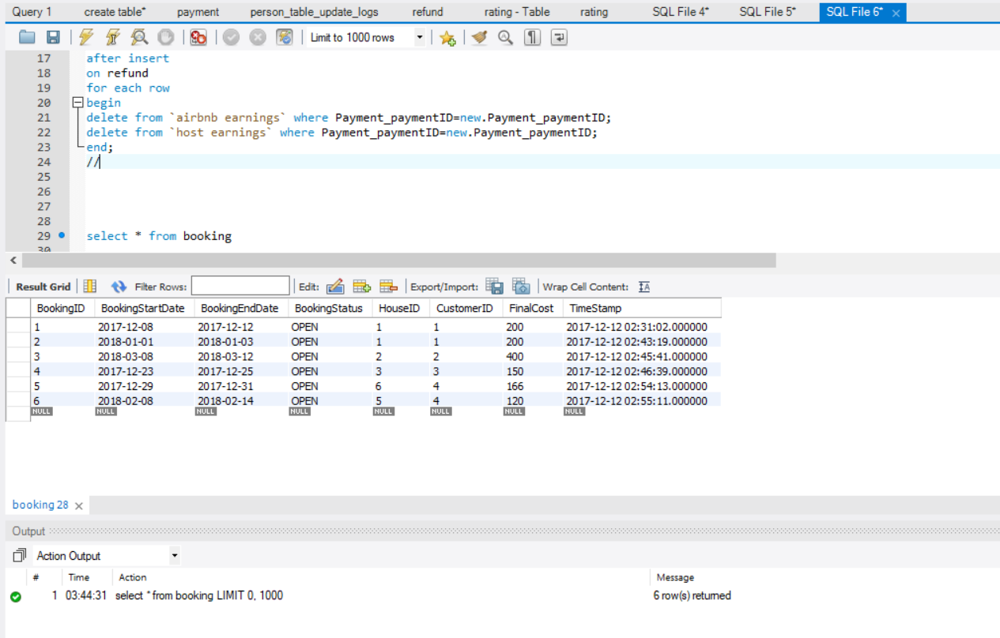 Query 1 create table* payment person_table_update_logs refund rating - Table rating SQL File 4* SQL File 5* SQL File 6*
Limit to 1000 rows
17 after insert
18 on refund
19 for each row
20 begin
21 delete from `airbnb earnings` where Payment_paymentID=new.Payment_paymentID;
22 delete from `host earnings` where Payment_paymentID=new.Payment_paymentID;
23 end;
24 //
25
26
27
28
29 select * from booking
30
Result Grid Filter Rows: Edit: Export/Import: Wrap Cell Content:
BookingID BookingStartDate BookingEndDate BookingStatus HouseID CustomerID FinalCost TimeStamp
1 2017-12-08 2017-12-12 OPEN 1 1 200 2017-12-12 02:31:02.000000
2 2018-01-01 2018-01-03 OPEN 1 1 200 2017-12-12 02:43:19.000000
3 2018-03-08 2018-03-12 OPEN 2 2 400 2017-12-12 02:45:41.000000
4 2017-12-23 2017-12-25 OPEN 3 3 150 2017-12-12 02:46:39.000000
5 2017-12-29 2017-12-31 OPEN 6 4 166 2017-12-12 02:54:13.000000
6 2018-02-08 2018-02-14 OPEN 5 4 120 2017-12-12 02:55:11.000000
NULL NULL NULL NULL NULL NULL NULL NULL
booking 28
Output
Action Output
# Time Action Message
1 03:44:31 select * from booking LIMIT 0, 1000 6 row(s) returned